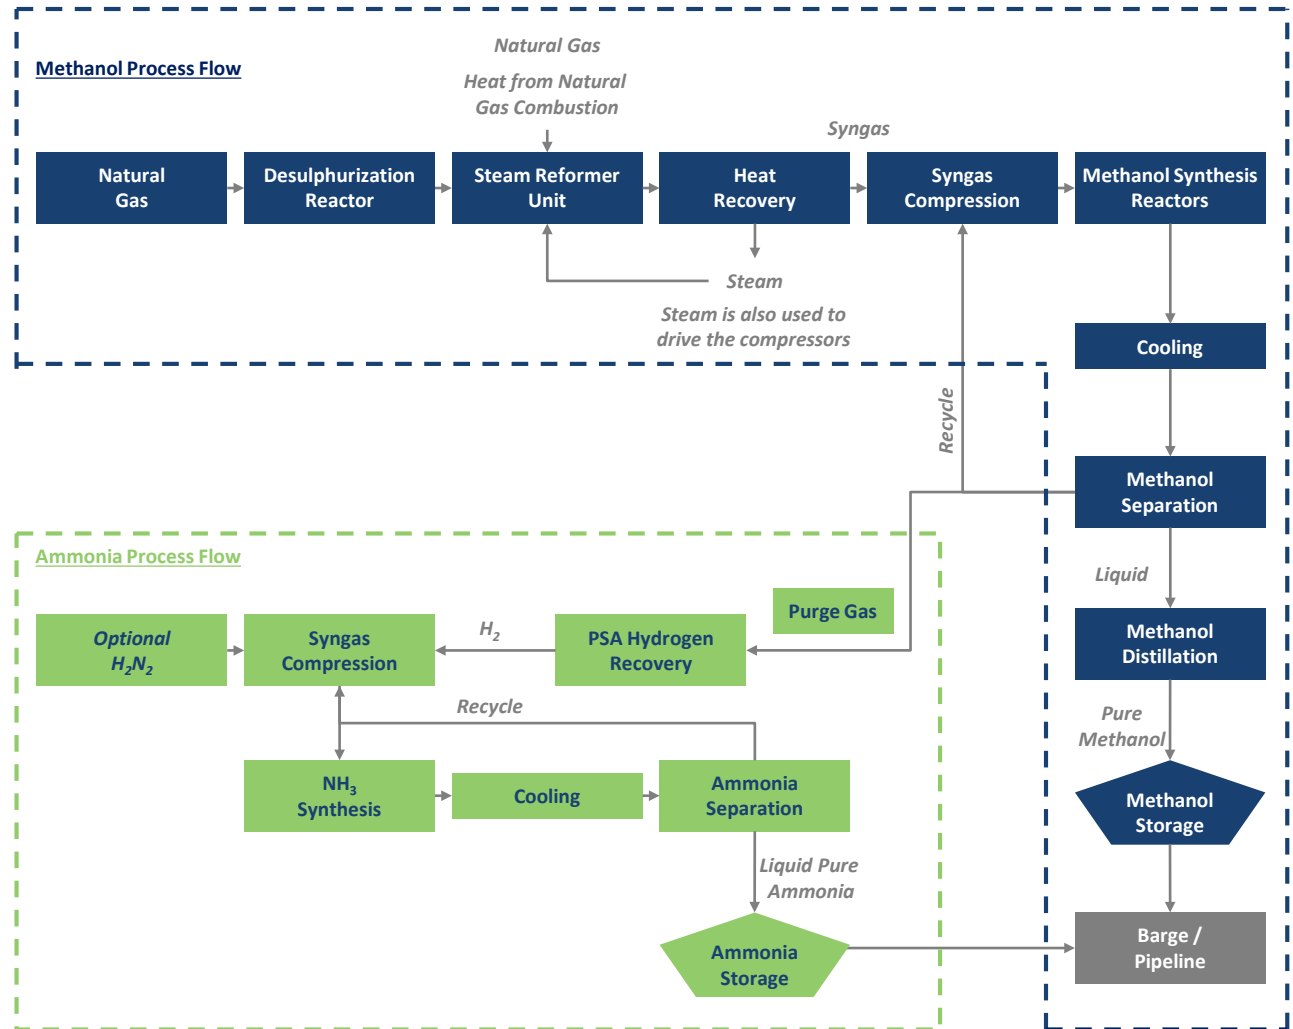 Methanol Process Flow
Natural Gas
Heat from Natural
Gas Combustion
Syngas
Natural
Gas
Desulphurization
Reactor
Steam Reformer
Unit
Heat
Recovery
Syngas
Compression
Methanol Synthesis
Reactors
Steam
Steam is also used to
drive the compressors
Cooling
Recycle
Methanol
Separation
Liquid
Methanol
Distillation
Pure
Methanol
Methanol
Storage
Barge /
Pipeline
Ammonia Process Flow
Purge Gas
Optional
H₂N₂
Syngas
Compression
H₂
PSA Hydrogen
Recovery
Recycle
NH₃
Synthesis
Cooling
Ammonia
Separation
Liquid Pure
Ammonia
Ammonia
Storage